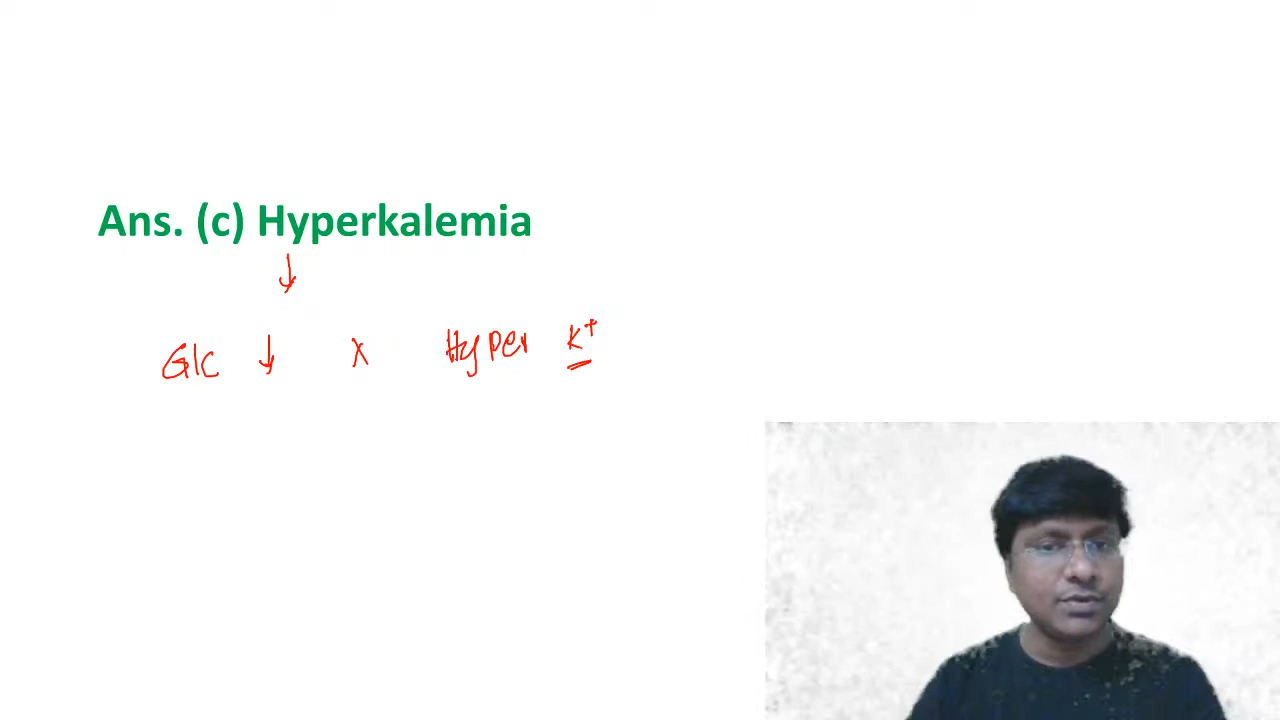 Ans. (c) Hyperkalemia
↓
Glc ↓ X Hyper K+